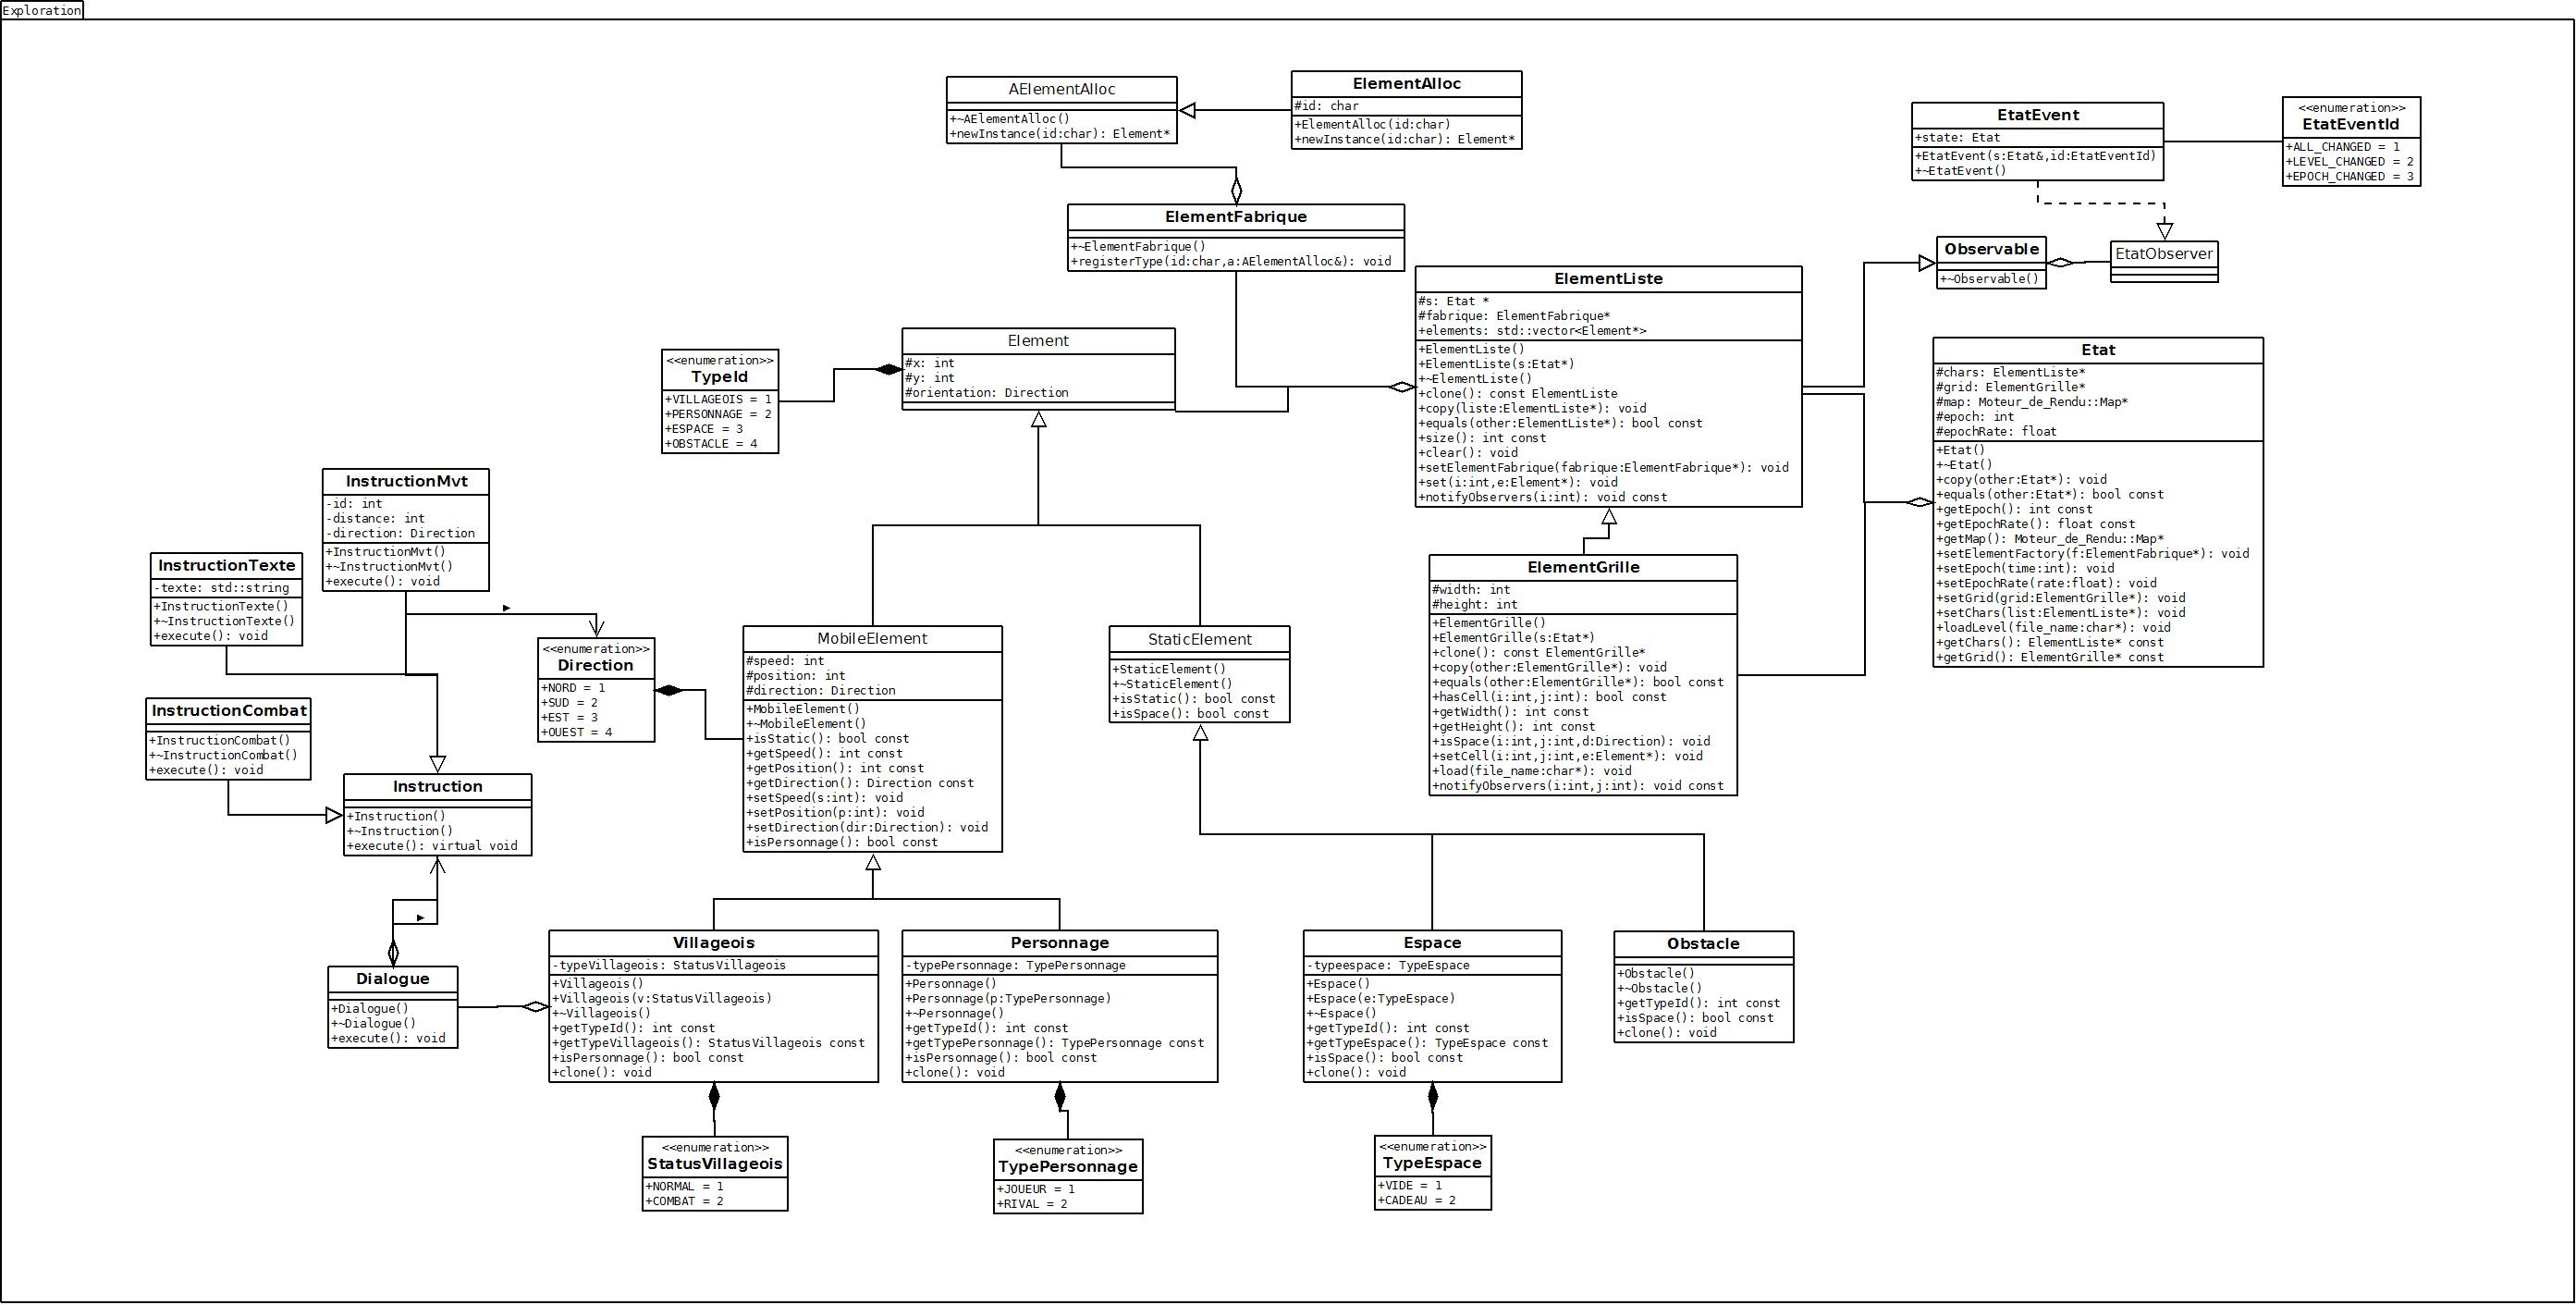 Exploration
AElementAlloc
+~AElementAlloc()
+newInstance(id:char): Element*
ElementAlloc
#id: char
+ElementAlloc(id:char)
+newInstance(id:char): Element*
EtatEvent
+state: Etat
+EtatEvent(s:Etat&,id:EtatEventId)
+~EtatEvent()
<<enumeration>>
EtatEventId
+ALL_CHANGED = 1
+LEVEL_CHANGED = 2
+EPOCH_CHANGED = 3
ElementFabrique
+~ElementFabrique()
+registerType(id:char,a:AElementAlloc&): void
Observable
+~Observable()
EtatObserver
ElementListe
#s: Etat *
#fabrique: ElementFabrique*
+elements: std::vector<Element*>
+ElementListe()
+ElementListe(s:Etat*)
+~ElementListe()
+clone(): const ElementListe
+copy(liste:ElementListe*): void
+equals(other:ElementListe*): bool const
+size(): int const
+clear(): void
+setElementFabrique(fabrique:ElementFabrique*): void
+set(i:int,e:Element*): void
+notifyObservers(i:int): void const
Etat
#chars: ElementListe*
#grid: ElementGrille*
#map: Moteur_de_Rendu::Map*
#epoch: int
#epochRate: float
+Etat()
+~Etat()
+copy(other:Etat*): void
+equals(other:Etat*): bool const
+getEpoch(): int const
+getEpochRate(): float const
+getMap(): Moteur_de_Rendu::Map*
+setElementFactory(f:ElementFabrique*): void
+setEpoch(time:int): void
+setEpochRate(rate:float): void
+setGrid(grid:ElementGrille*): void
+setChars(list:ElementListe*): void
+loadLevel(file_name:char*): void
+getChars(): ElementListe* const
+getGrid(): ElementGrille* const
<<enumeration>>
TypeId
+VILLAGEOIS = 1
+PERSONNAGE = 2
+ESPACE = 3
+OBSTACLE = 4
Element
#x: int
#y: int
#orientation: Direction
InstructionMvt
-id: int
-distance: int
-direction: Direction
+InstructionMvt()
+~InstructionMvt()
+execute(): void
InstructionTexte
-texte: std::string
+InstructionTexte()
+~InstructionTexte()
+execute(): void
ElementGrille
#width: int
#height: int
+ElementGrille()
+ElementGrille(s:Etat*)
+clone(): const ElementGrille*
+copy(other:ElementGrille*): void
+equals(other:ElementGrille*): bool const
+hasCell(i:int,j:int): bool const
+getWidth(): int const
+getHeight(): int const
+isSpace(i:int,j:int,d:Direction): void
+setCell(i:int,j:int,e:Element*): void
+load(file_name:char*): void
+notifyObservers(i:int,j:int): void const
<<enumeration>>
Direction
+NORD = 1
+SUD = 2
+EST = 3
+OUEST = 4
MobileElement
#speed: int
#position: int
#direction: Direction
+MobileElement()
+~MobileElement()
+isStatic(): bool const
+getSpeed(): int const
+getPosition(): int const
+getDirection(): Direction const
+setSpeed(s:int): void
+setPosition(p:int): void
+setDirection(dir:Direction): void
+isPersonnage(): bool const
StaticElement
+StaticElement()
+~StaticElement()
+isStatic(): bool const
+isSpace(): bool const
InstructionCombat
+InstructionCombat()
+~InstructionCombat()
+execute(): void
Instruction
+Instruction()
+~Instruction()
+execute(): virtual void
Dialogue
+Dialogue()
+~Dialogue()
+execute(): void
Villageois
-typeVillageois: StatusVillageois
+Villageois()
+Villageois(v:StatusVillageois)
+~Villageois()
+getTypeId(): int const
+getTypeVillageois(): StatusVillageois const
+isPersonnage(): bool const
+clone(): void
Personnage
-typePersonnage: TypePersonnage
+Personnage()
+Personnage(p:TypePersonnage)
+~Personnage()
+getTypeId(): int const
+getTypePersonnage(): TypePersonnage const
+isPersonnage(): bool const
+clone(): void
Espace
-typeespace: TypeEspace
+Espace()
+Espace(e:TypeEspace)
+~Espace()
+getTypeId(): int const
+getTypeEspace(): TypeEspace const
+isSpace(): bool const
+clone(): void
Obstacle
+Obstacle()
+~Obstacle()
+getTypeId(): int const
+isSpace(): bool const
+clone(): void
<<enumeration>>
StatusVillageois
+NORMAL = 1
+COMBAT = 2
<<enumeration>>
TypePersonnage
+JOUEUR = 1
+RIVAL = 2
<<enumeration>>
TypeEspace
+VIDE = 1
+CADEAU = 2